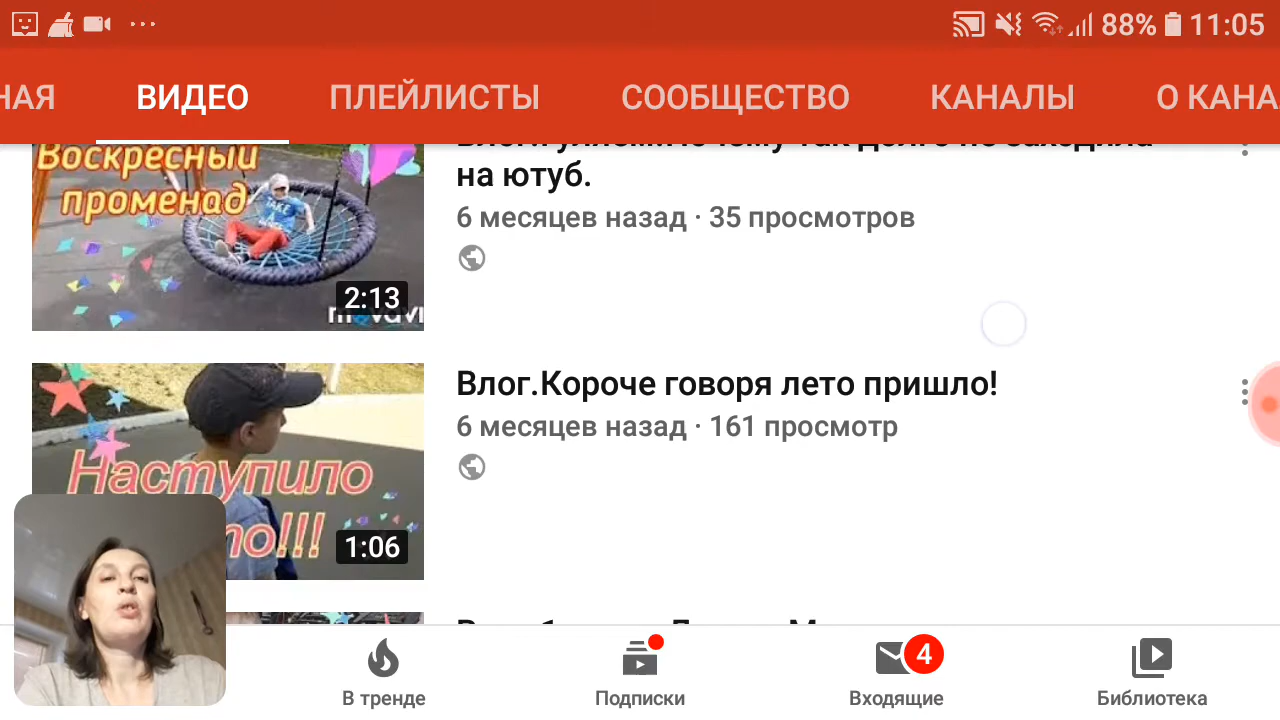 88% 11:05
НАЯ ВИДЕО ПЛЕЙЛИСТЫ СООБЩЕСТВО КАНАЛЫ О КАНА
Воскресный
променад
2:13
на ютуб.
6 месяцев назад · 35 просмотров
Наступило
1:06
Влог.Короче говоря лето пришло!
6 месяцев назад · 161 просмотр
В тренде
Подписки
4
Входящие
Библиотека